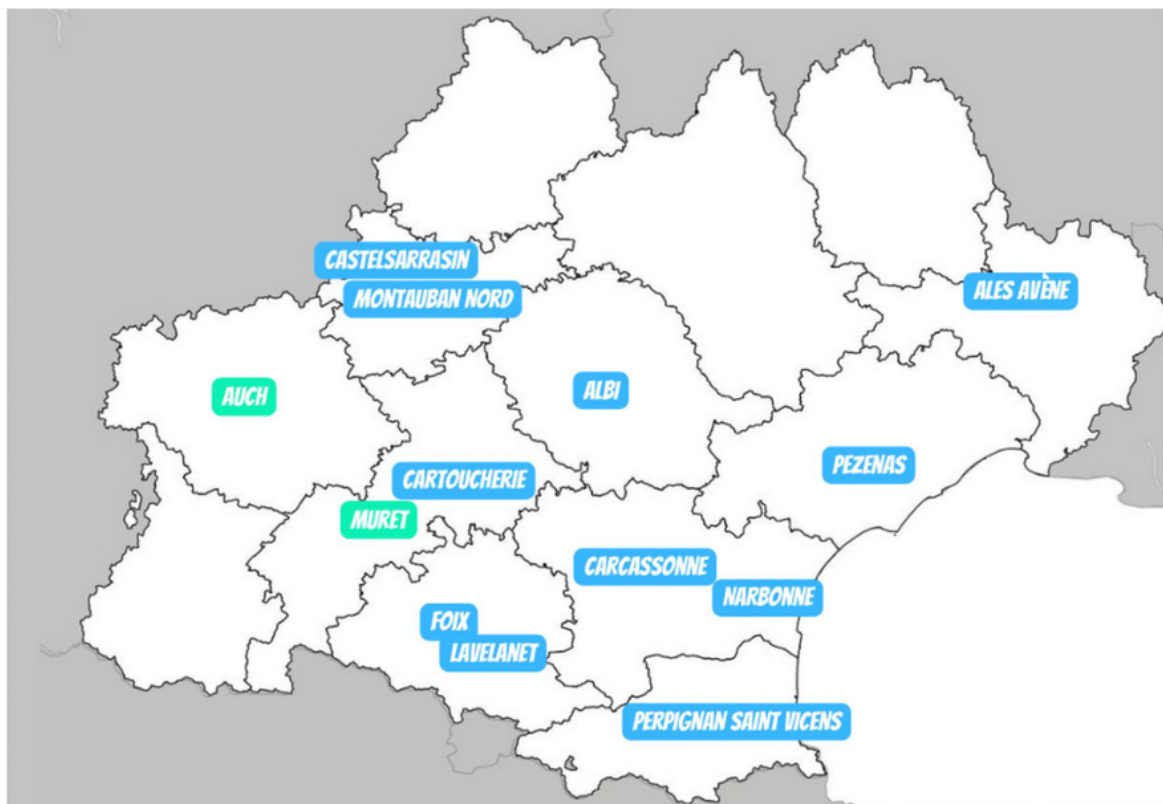 CASTELSARRASIN
ALES AVÈNE
MONTAUBAN NORD
AUCH
ALBI
PEZENAS
CARTOUCHERIE
MURET
CARCASSONNE
NARBONNE
FOIX
LAVELANET
PERPIGNAN SAINT VICENS